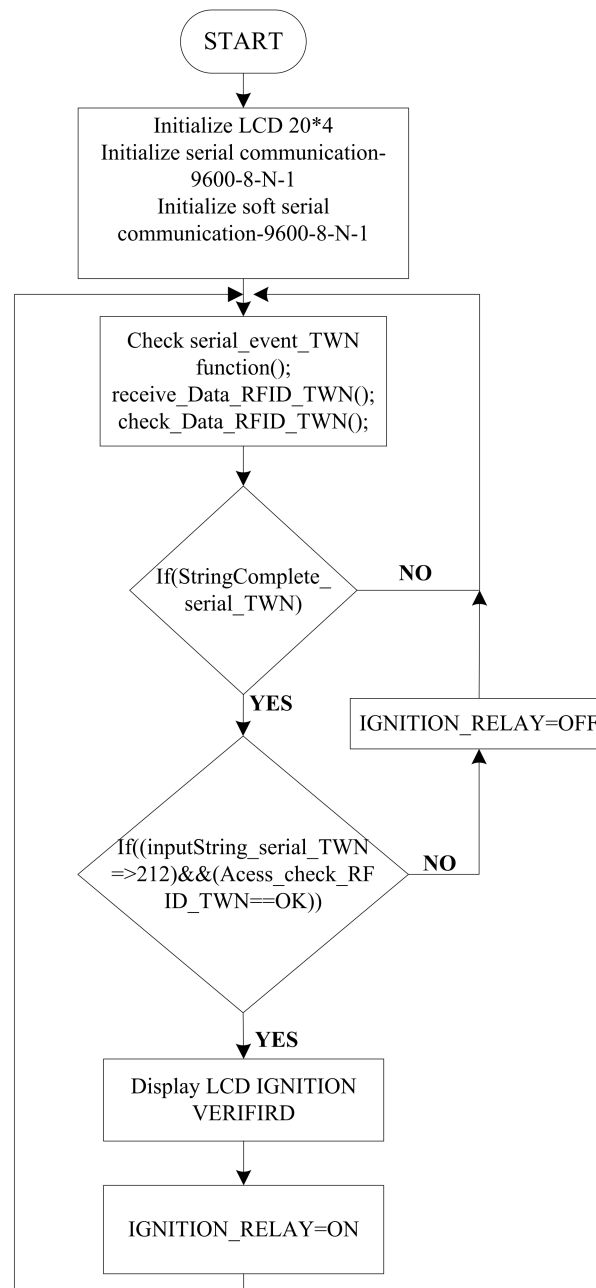 START
Initialize LCD 20*4
Initialize serial communication-
9600-8-N-1
Initialize soft serial
communication-9600-8-N-1
Check serial_event_TWN
function();
receive_Data_RFID_TWN();
check_Data_RFID_TWN();
If(StringComplete_
serial_TWN)
NO
YES
IGNITION_RELAY=OFF
If((inputString_serial_TWN
=>212)&&(Acess_check_RF
ID_TWN==OK))
NO
YES
Display LCD IGNITION
VERIFIRD
IGNITION_RELAY=ON